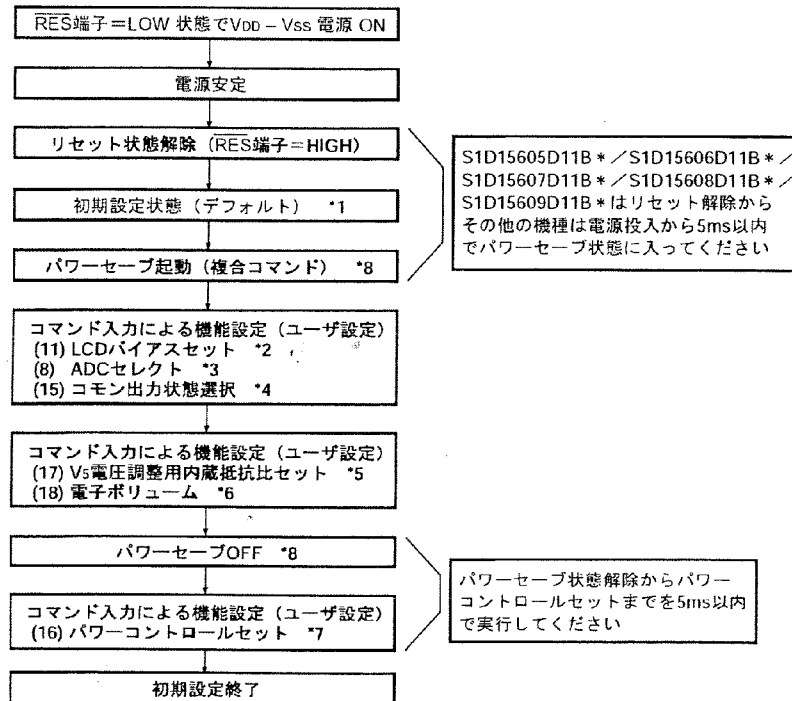 RES端子=LOW 状態でVDD – VSS 電源 ON
電源安定
リセット状態解除（RES端子=HIGH）
初期設定状態（デフォルト） *1
パワーセーブ起動（複合コマンド） *8
S1D15605D11B＊／S1D15606D11B＊／
S1D15607D11B＊／S1D15608D11B＊／
S1D15609D11B＊はリセット解除から
その他の機種は電源投入から5ms以内
でパワーセーブ状態に入ってください
コマンド入力による機能設定（ユーザ設定）
(11) LCDバイアスセット *2
(8) ADCセレクト *3
(15) コモン出力状態選択 *4
コマンド入力による機能設定（ユーザ設定）
(17) V5電圧調整用内蔵抵抗比セット *5
(18) 電子ボリューム *6
パワーセーブOFF *8
コマンド入力による機能設定（ユーザ設定）
(16) パワーコントロールセット *7
パワーセーブ状態解除からパワー
コントロールセットまでを5ms以内
で実行してください
初期設定終了